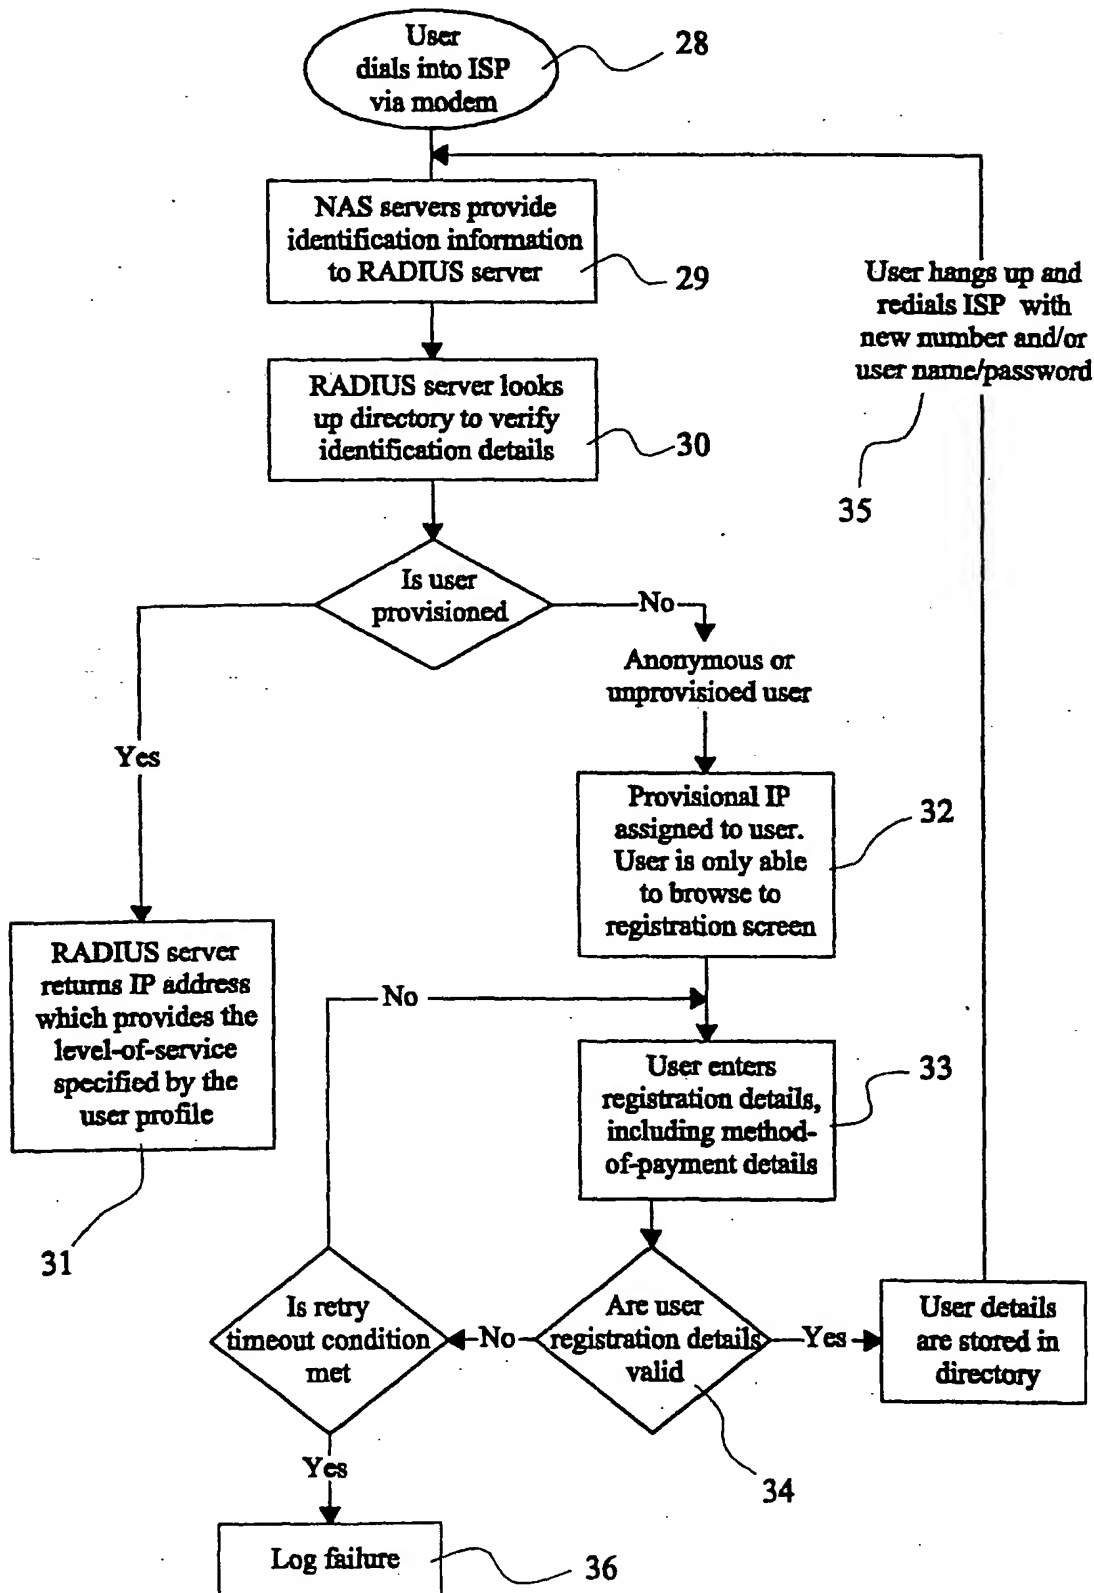 User
dials into ISP
via modem
28
NAS servers provide
identification information
to RADIUS server
29
User hangs up and
redials ISP with
new number and/or
user name/password
35
RADIUS server looks
up directory to verify
identification details
30
Is user
provisioned
No
Anonymous or
unprovisioed user
Yes
Provisional IP
assigned to user.
User is only able
to browse to
registration screen
32
RADIUS server
returns IP address
which provides the
level-of-service
specified by the
user profile
31
No
User enters
registration details,
including method-
of-payment details
33
Is retry
timeout condition
met
No
Are user
registration details
valid
34
Yes
User details
are stored in
directory
Yes
Log failure
36